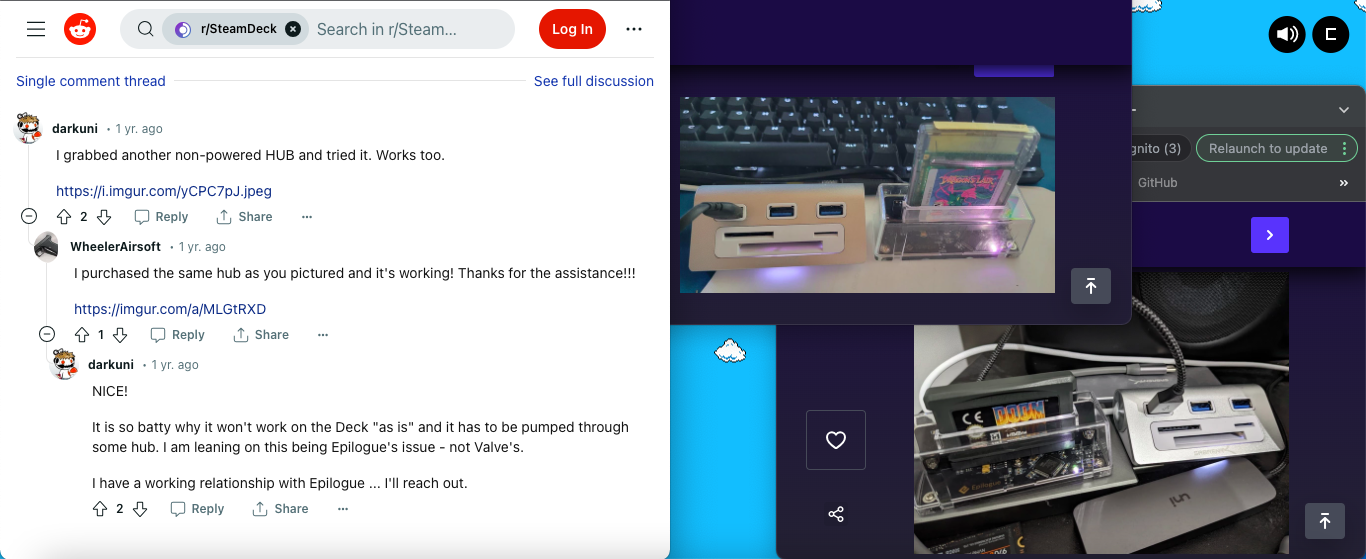 r/SteamDeck
Search in r/Steam...
Log In
Single comment thread
See full discussion
darkuni • 1 yr. ago
I grabbed another non-powered HUB and tried it. Works too.
https://i.imgur.com/yCPC7pJ.jpeg
2 Reply Share ...
WheelerAirsoft • 1 yr. ago
I purchased the same hub as you pictured and it's working! Thanks for the assistance!!!
https://imgur.com/a/MLGtRXD
1 Reply Share ...
darkuni • 1 yr. ago
NICE!
It is so batty why it won't work on the Deck "as is" and it has to be pumped through
some hub. I am leaning on this being Epilogue's issue - not Valve's.
I have a working relationship with Epilogue ... I'll reach out.
2 Reply Share ...
gnito (3)
Relaunch to update
GitHub
»
DOOM
CE
Epilogue